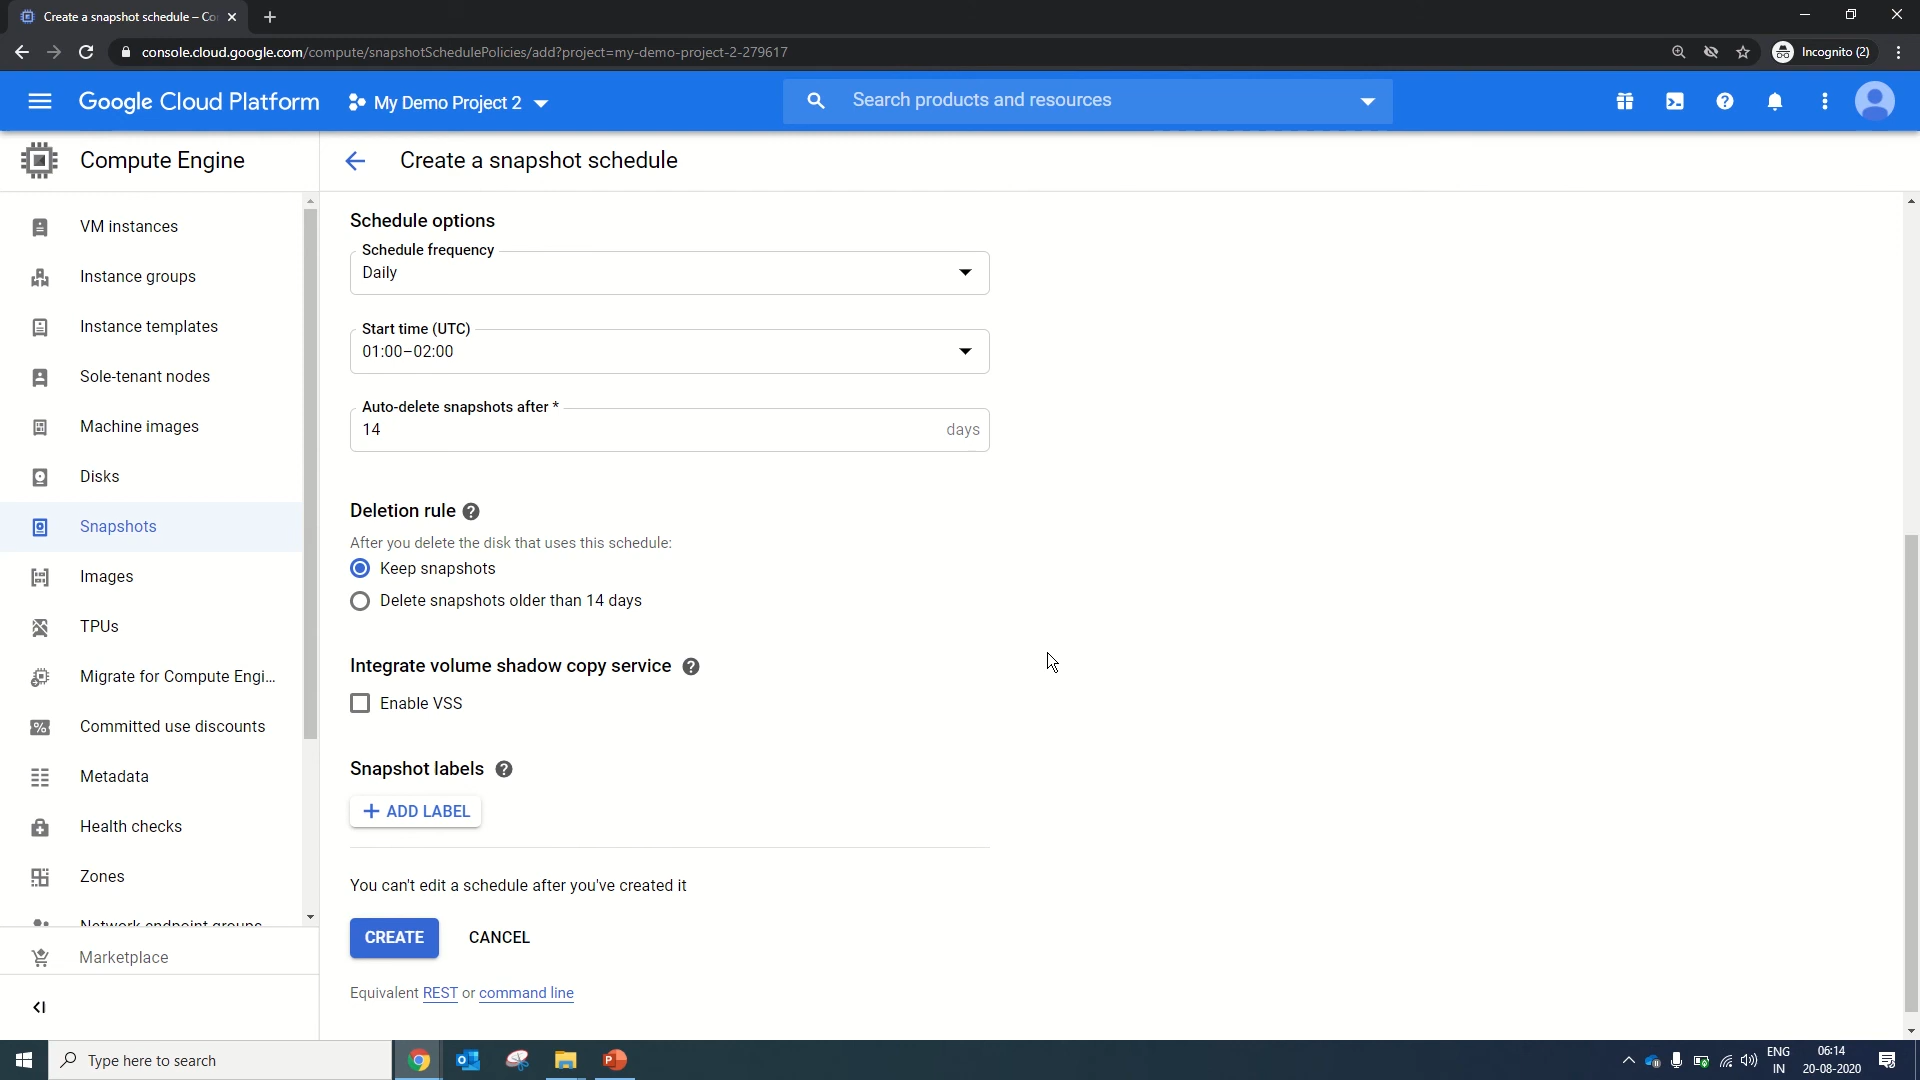 Create a snapshot schedule – Co
console.cloud.google.com/compute/snapshotSchedulePolicies/add?project=my-demo-project-2-279617
Incognito (2)
Google Cloud Platform
My Demo Project 2
Search products and resources
Compute Engine
Create a snapshot schedule
VM instances
Instance groups
Instance templates
Sole-tenant nodes
Machine images
Disks
Snapshots
Images
TPUs
Migrate for Compute Engi...
Committed use discounts
Metadata
Health checks
Zones
Network endpoint groups
Marketplace
Schedule options
Schedule frequency
Daily
Start time (UTC)
01:00–02:00
Auto-delete snapshots after *
14
days
Deletion rule
After you delete the disk that uses this schedule:
Keep snapshots
Delete snapshots older than 14 days
Integrate volume shadow copy service
Enable VSS
Snapshot labels
ADD LABEL
You can't edit a schedule after you've created it
CREATE
CANCEL
Equivalent REST or command line
Type here to search
ENG
IN
06:14
20-08-2020